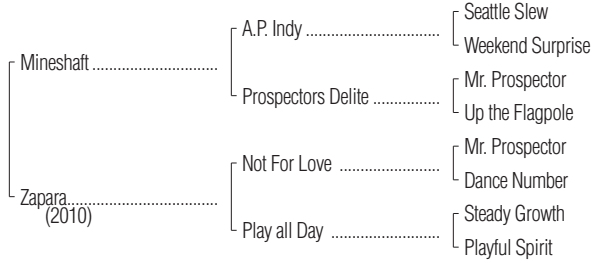 Seattle Slew
A.P. Indy ................................
Weekend Surprise
Mineshaft ..............................
Mr. Prospector
Prospectors Delite ................
Up the Flagpole
Mr. Prospector
Not For Love ........................
Dance Number
Zapara....................................
(2010)
Steady Growth
Play all Day ..........................
Playful Spirit